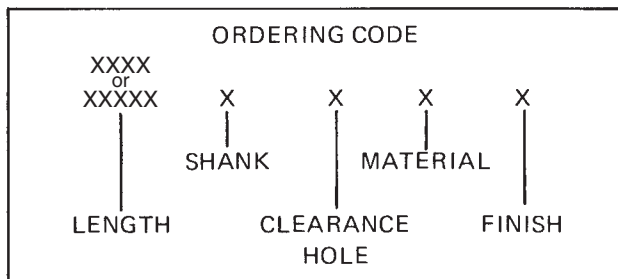 ORDERING CODE
XXXX
or
XXXXX X X X X
SHANK MATERIAL
LENGTH CLEARANCE FINISH
HOLE